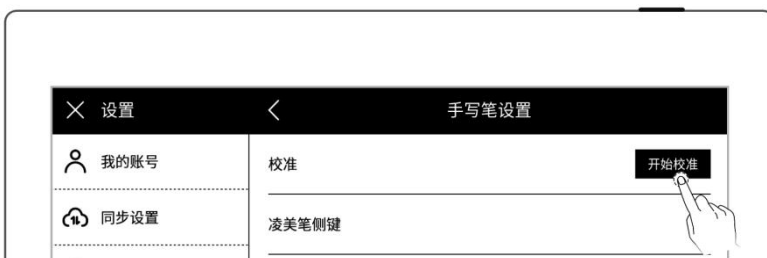 设置
手写笔设置
我的账号
校准
开始校准
同步设置
凌美笔侧键